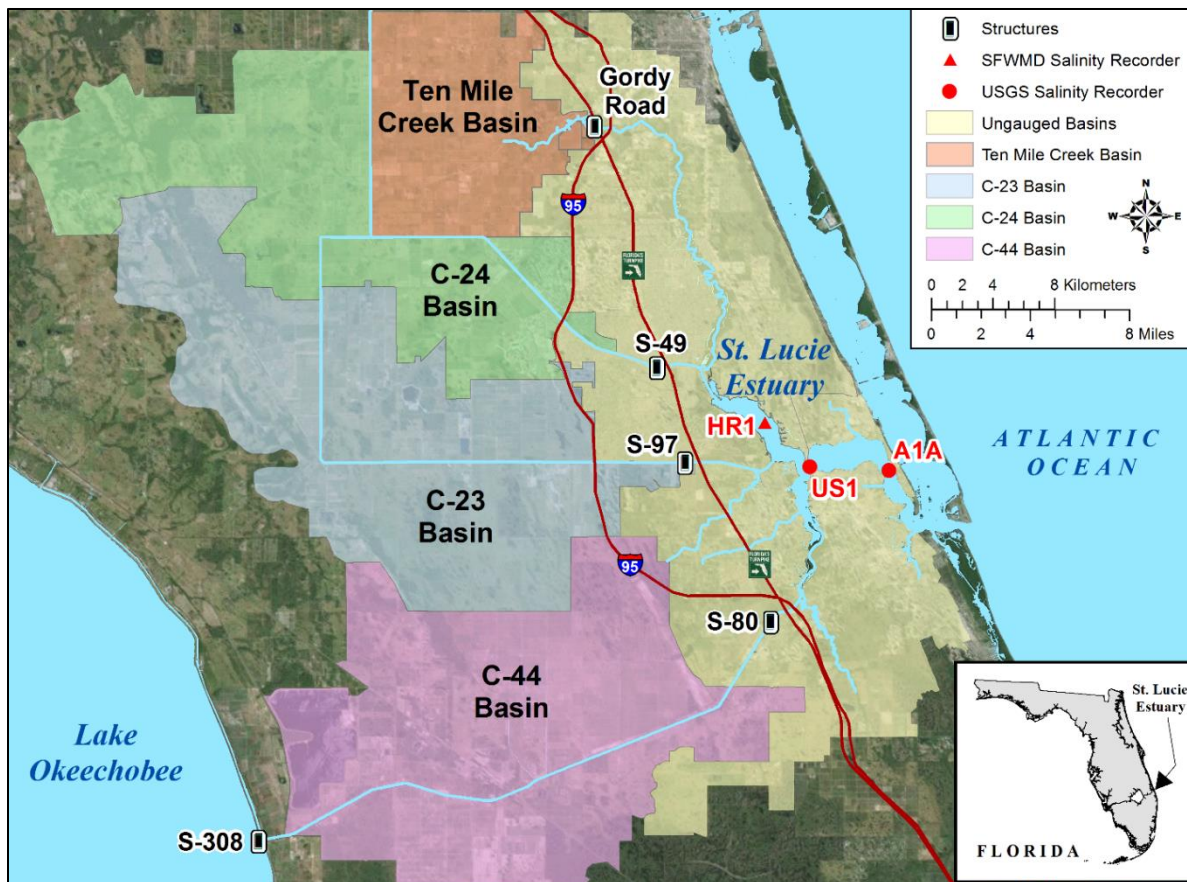 Structures
SFWMD Salinity Recorder
USGS Salinity Recorder
Ungauged Basins
Ten Mile Creek Basin
C-23 Basin
C-24 Basin
C-44 Basin
N
W
E
S
0 2 4 8 Kilometers
0 2 4 8 Miles
Ten Mile
Creek Basin
Gordy
Road
95
C-24
Basin
S-49
St. Lucie
Estuary
HR1
A1A
US1
ATLANTIC
OCEAN
S-97
C-23
Basin
95
S-80
C-44
Basin
Lake
Okeechobee
S-308
St. Lucie
Estuary
FLORIDA